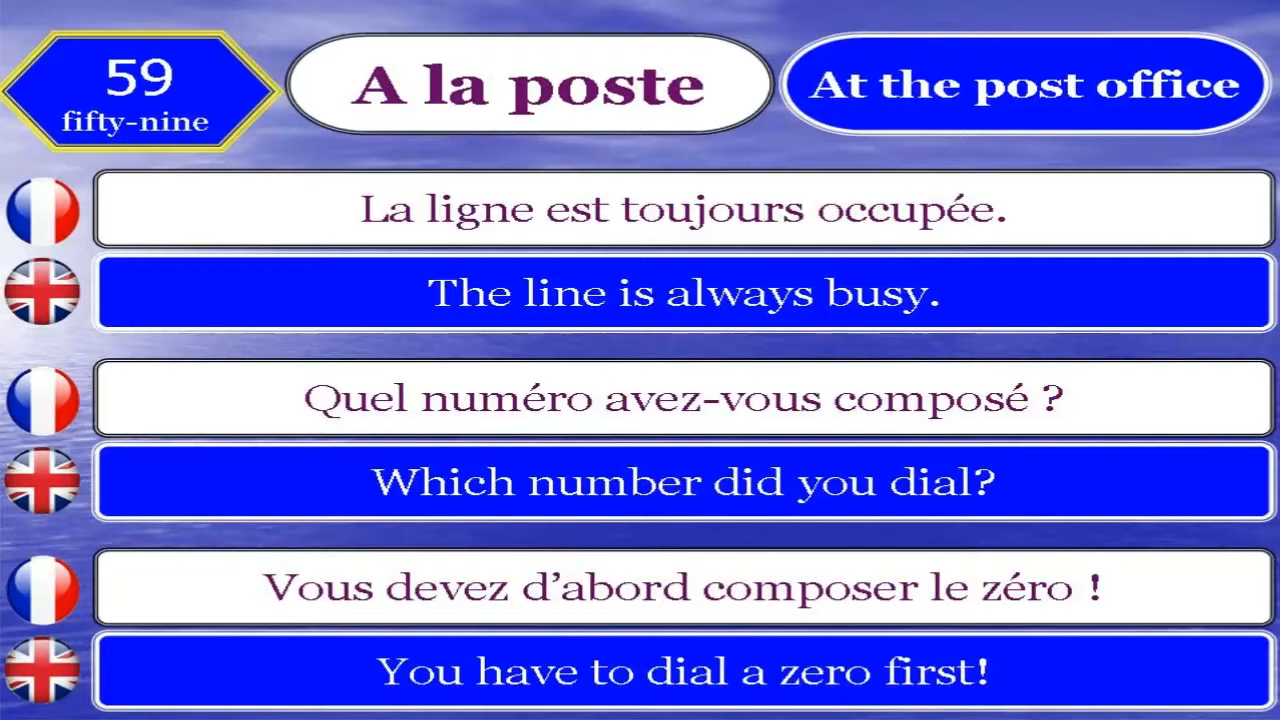 59
fifty-nine
A la poste
At the post office
La ligne est toujours occupée.
The line is always busy.
Quel numéro avez-vous composé ?
Which number did you dial?
Vous devez d’abord composer le zéro !
You have to dial a zero first!